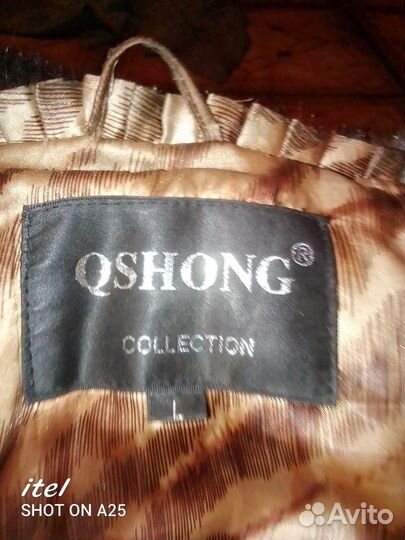 QSHONG®
COLLECTION
L
itel
SHOT ON A25
Avito